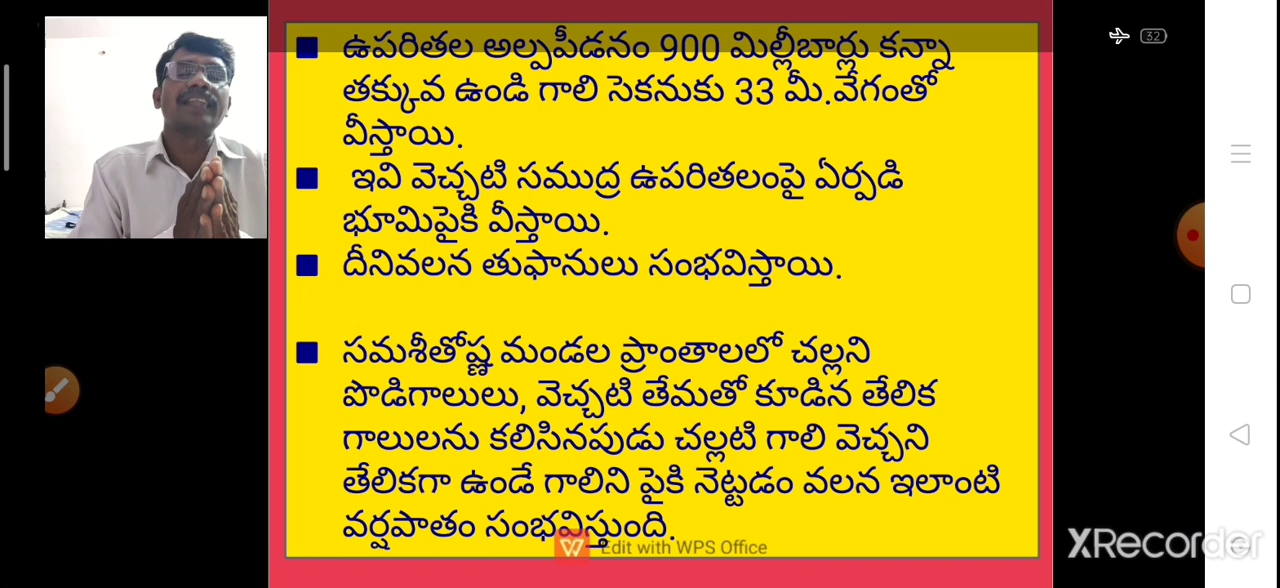 32
■ ఉపరితల అల్పపీడనం 900 మిల్లీబార్లు కన్నా
తక్కువ ఉండి గాలి సెకనుకు 33 మీ.వేగంతో
వీస్తాయి.
■ ఇవి వెచ్చటి సముద్ర ఉపరితలంపై ఏర్పడి
భూమిపైకి వీస్తాయి.
■ దీనివలన తుఫానులు సంభవిస్తాయి.
■ సమశీతోష్ణ మండల ప్రాంతాలలో చల్లని
పొడిగాలులు, వెచ్చటి తేమతో కూడిన తేలిక
గాలులను కలిసినపుడు చల్లటి గాలి వెచ్చని
తేలికగా ఉండే గాలిని పైకి నెట్టడం వలన ఇలాంటి
వర్షపాతం సంభవిస్తుంది.
Edit with WPS Office
XRecorder